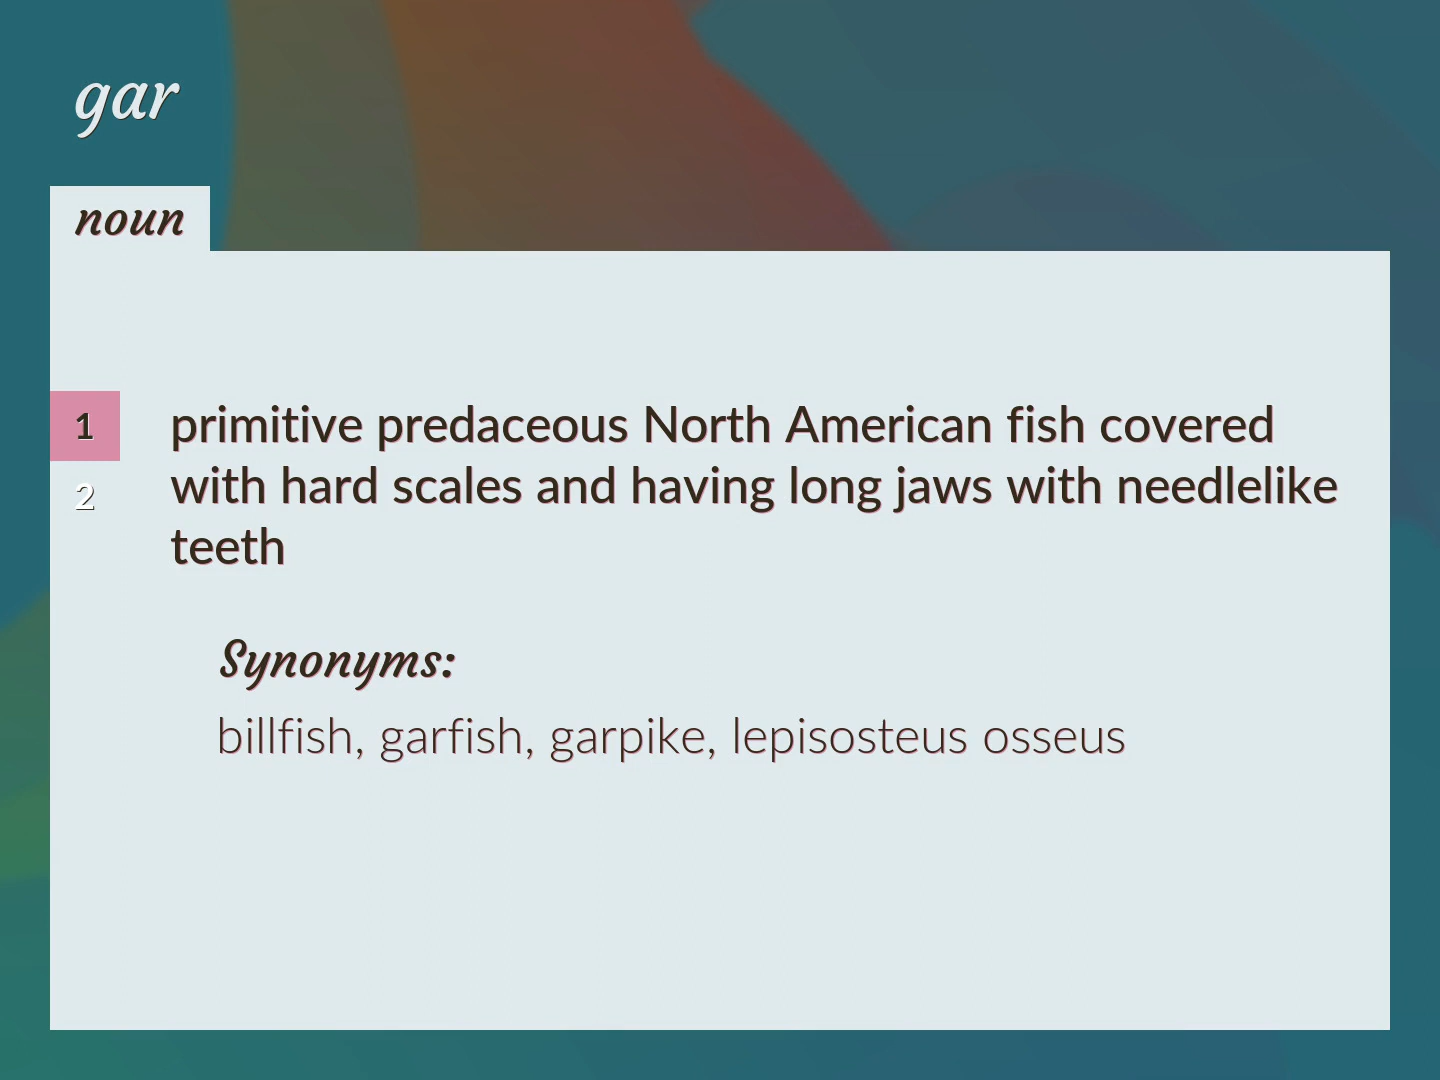 gar
noun
1
primitive predaceous North American fish covered
with hard scales and having long jaws with needlelike
2
teeth
Synonyms:
billfish, garfish, garpike, lepisosteus osseus